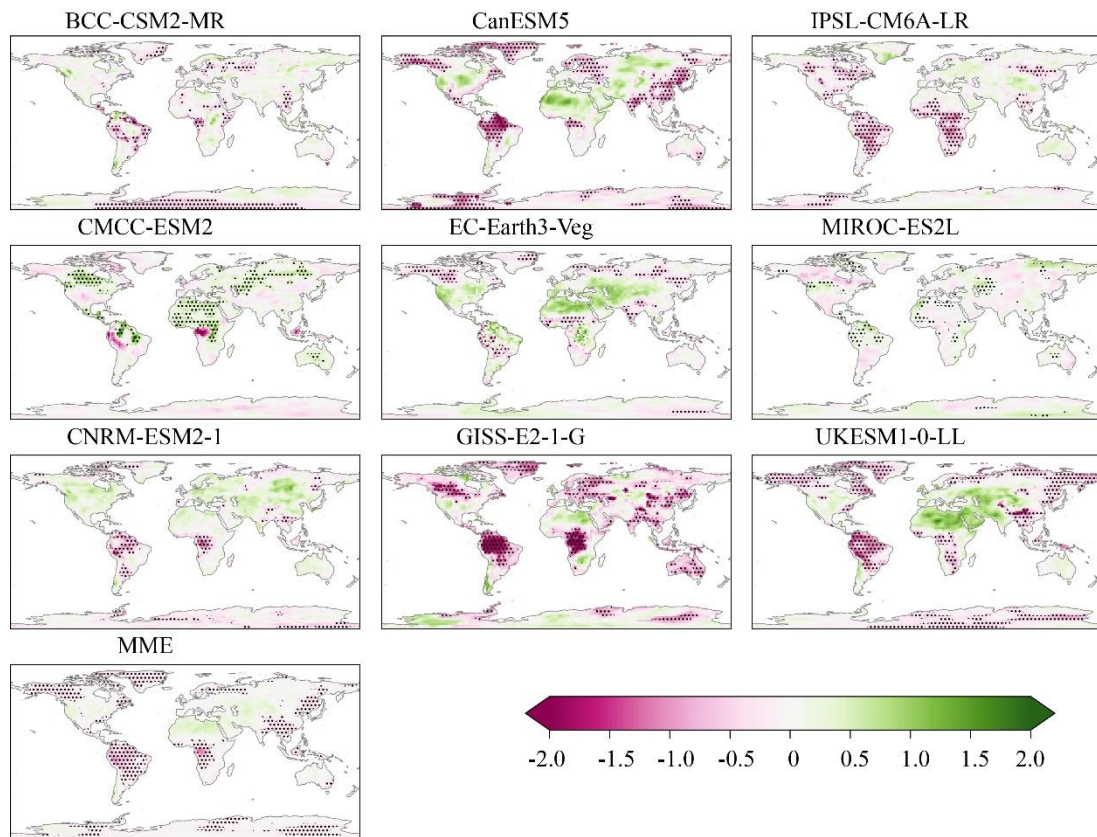 BCC-CSM2-MR CanESM5 IPSL-CM6A-LR
CMCC-ESM2 EC-Earth3-Veg MIROC-ES2L
CNRM-ESM2-1 GISS-E2-1-G UKESM1-0-LL
MME
-2.0 -1.5 -1.0 -0.5 0 0.5 1.0 1.5 2.0